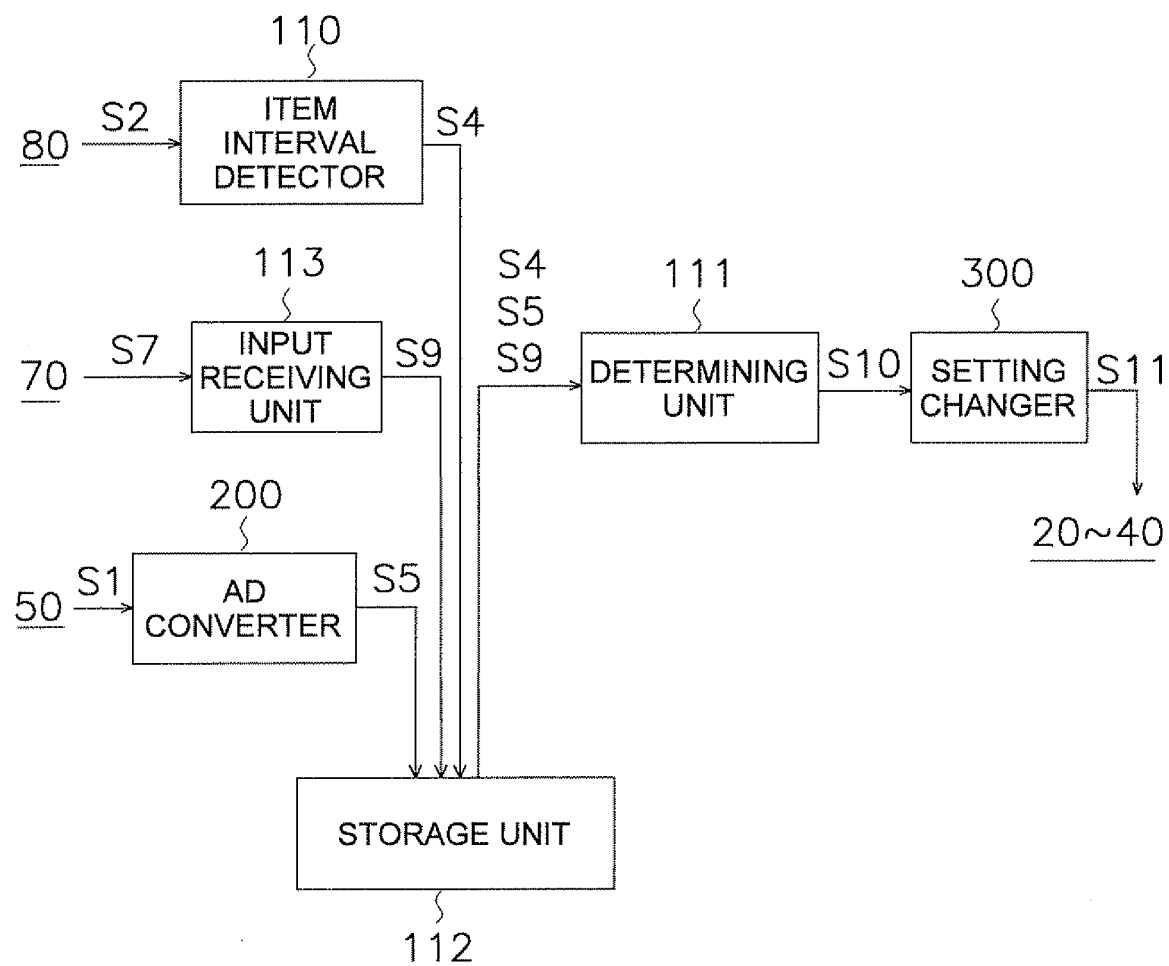 110
S2
ITEM
INTERVAL
DETECTOR
S4
80
113
S7
INPUT
RECEIVING
UNIT
S9
70
S4
S5
S9
111
DETERMINING
UNIT
S10
300
SETTING
CHANGER
S11
20~40
200
S1
AD
CONVERTER
S5
50
STORAGE UNIT
112